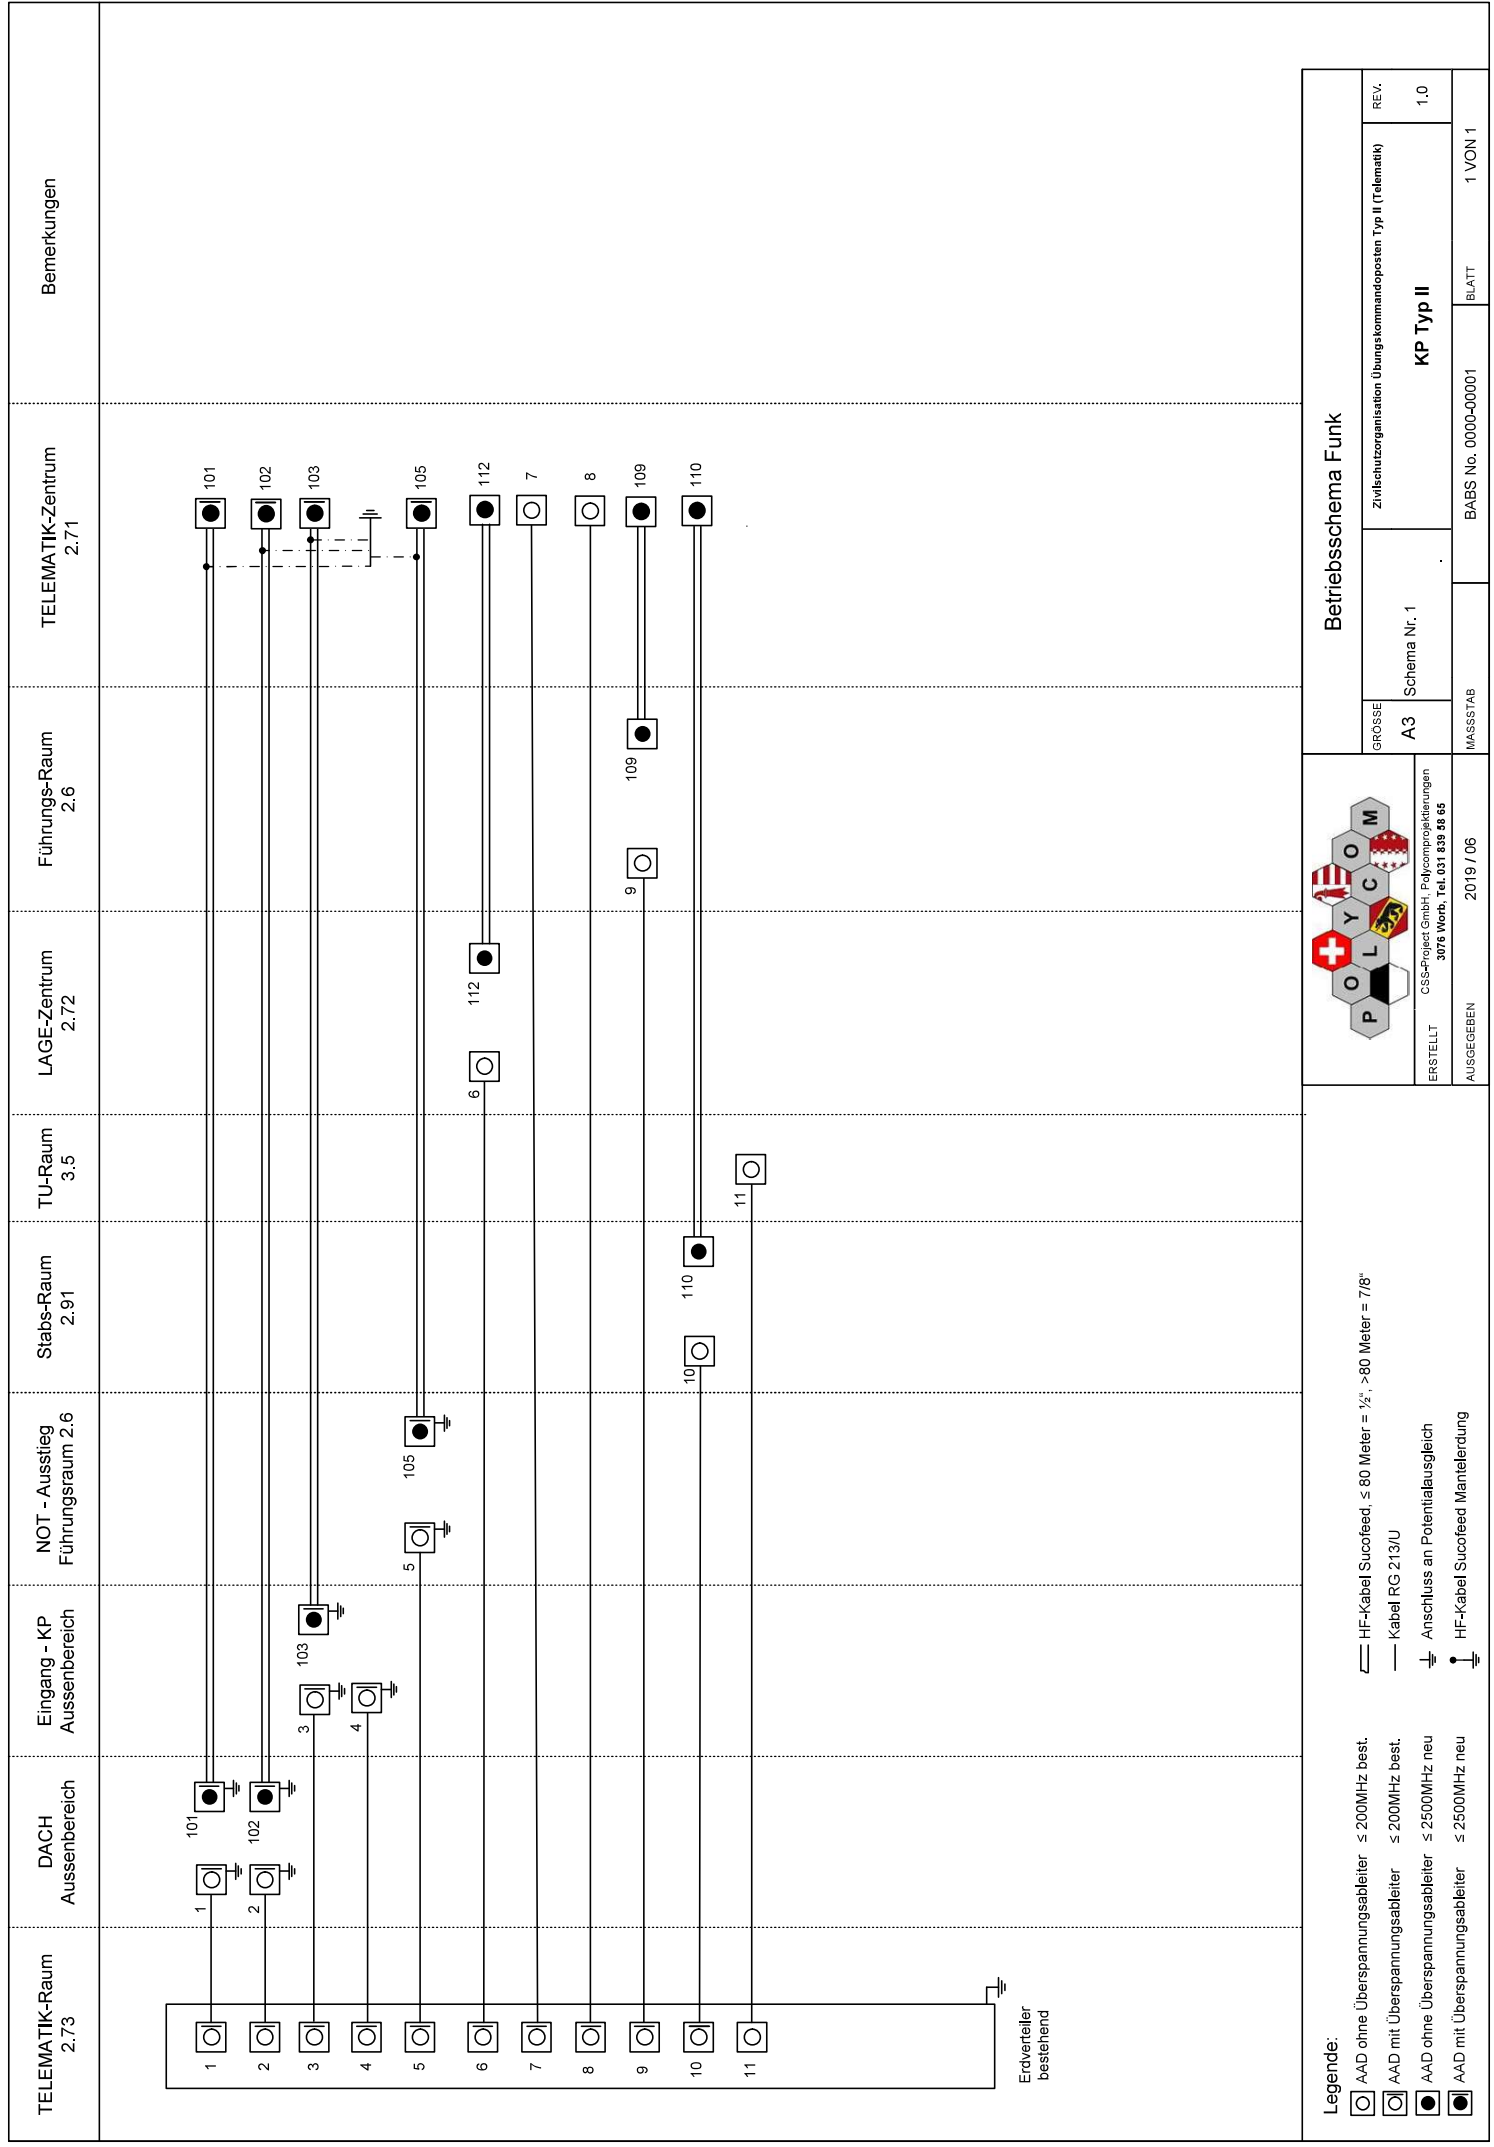 TELEMATIK-Raum
2.73
DACH
Aussenbereich
Eingang - KP
Aussenbereich
NOT - Ausstieg
Führungsraum 2.6
Stabs-Raum
2.91
TU-Raum
3.5
LAGE-Zentrum
2.72
Führungs-Raum
2.6
TELEMATIK-Zentrum
2.71
Bemerkungen
1
1
101
101
2
2
102
102
3
3
103
103
4
4
5
5
105
105
6
6
112
112
7
7
8
8
9
9
109
109
10
10
110
110
11
11
Erdverteiler
bestehend
Legende:
AAD ohne Überspannungsableiter ≤ 200MHz best.
AAD mit Überspannungsableiter ≤ 200MHz best.
AAD ohne Überspannungsableiter ≤ 2500MHz neu
AAD mit Überspannungsableiter ≤ 2500MHz neu
HF-Kabel Sucofeed, ≤ 80 Meter = ½“, >80 Meter = 7/8“
Kabel RG 213/U
Anschluss an Potentialausgleich
HF-Kabel Sucofeed Mantelerdung
POLYCOM
ERSTELLT
CSS-Project GmbH, Polycomprojektierungen
3076 Worb, Tel. 031 839 58 65
AUSGEGEBEN
2019 / 06
Betriebsschema Funk
GRÖSSE
A3
Schema Nr. 1
Zivilschutzorganisation Übungskommandoposten Typ II (Telematik)
KP Typ II
REV.
1.0
MASSSTAB
BABS No. 0000-00001
BLATT
1 VON 1